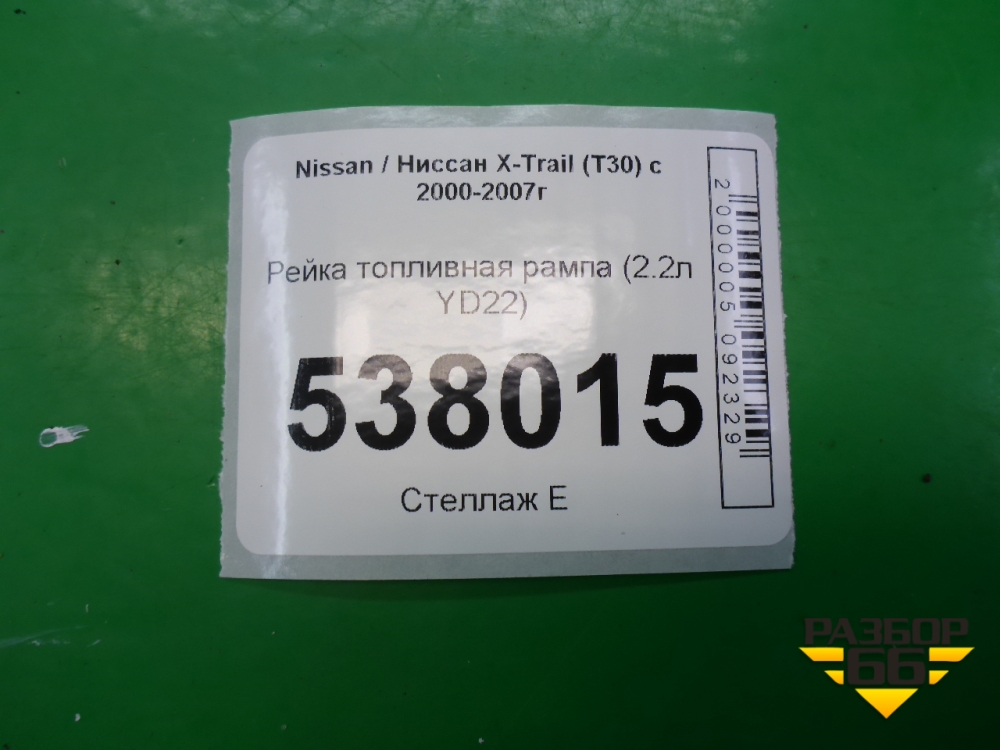 Nissan / Ниссан X-Trail (T30) с
2000-2007г
Рейка топливная рампа (2.2л
YD22)
538015
Стеллаж E
2000005092329
РАЗБОР
66